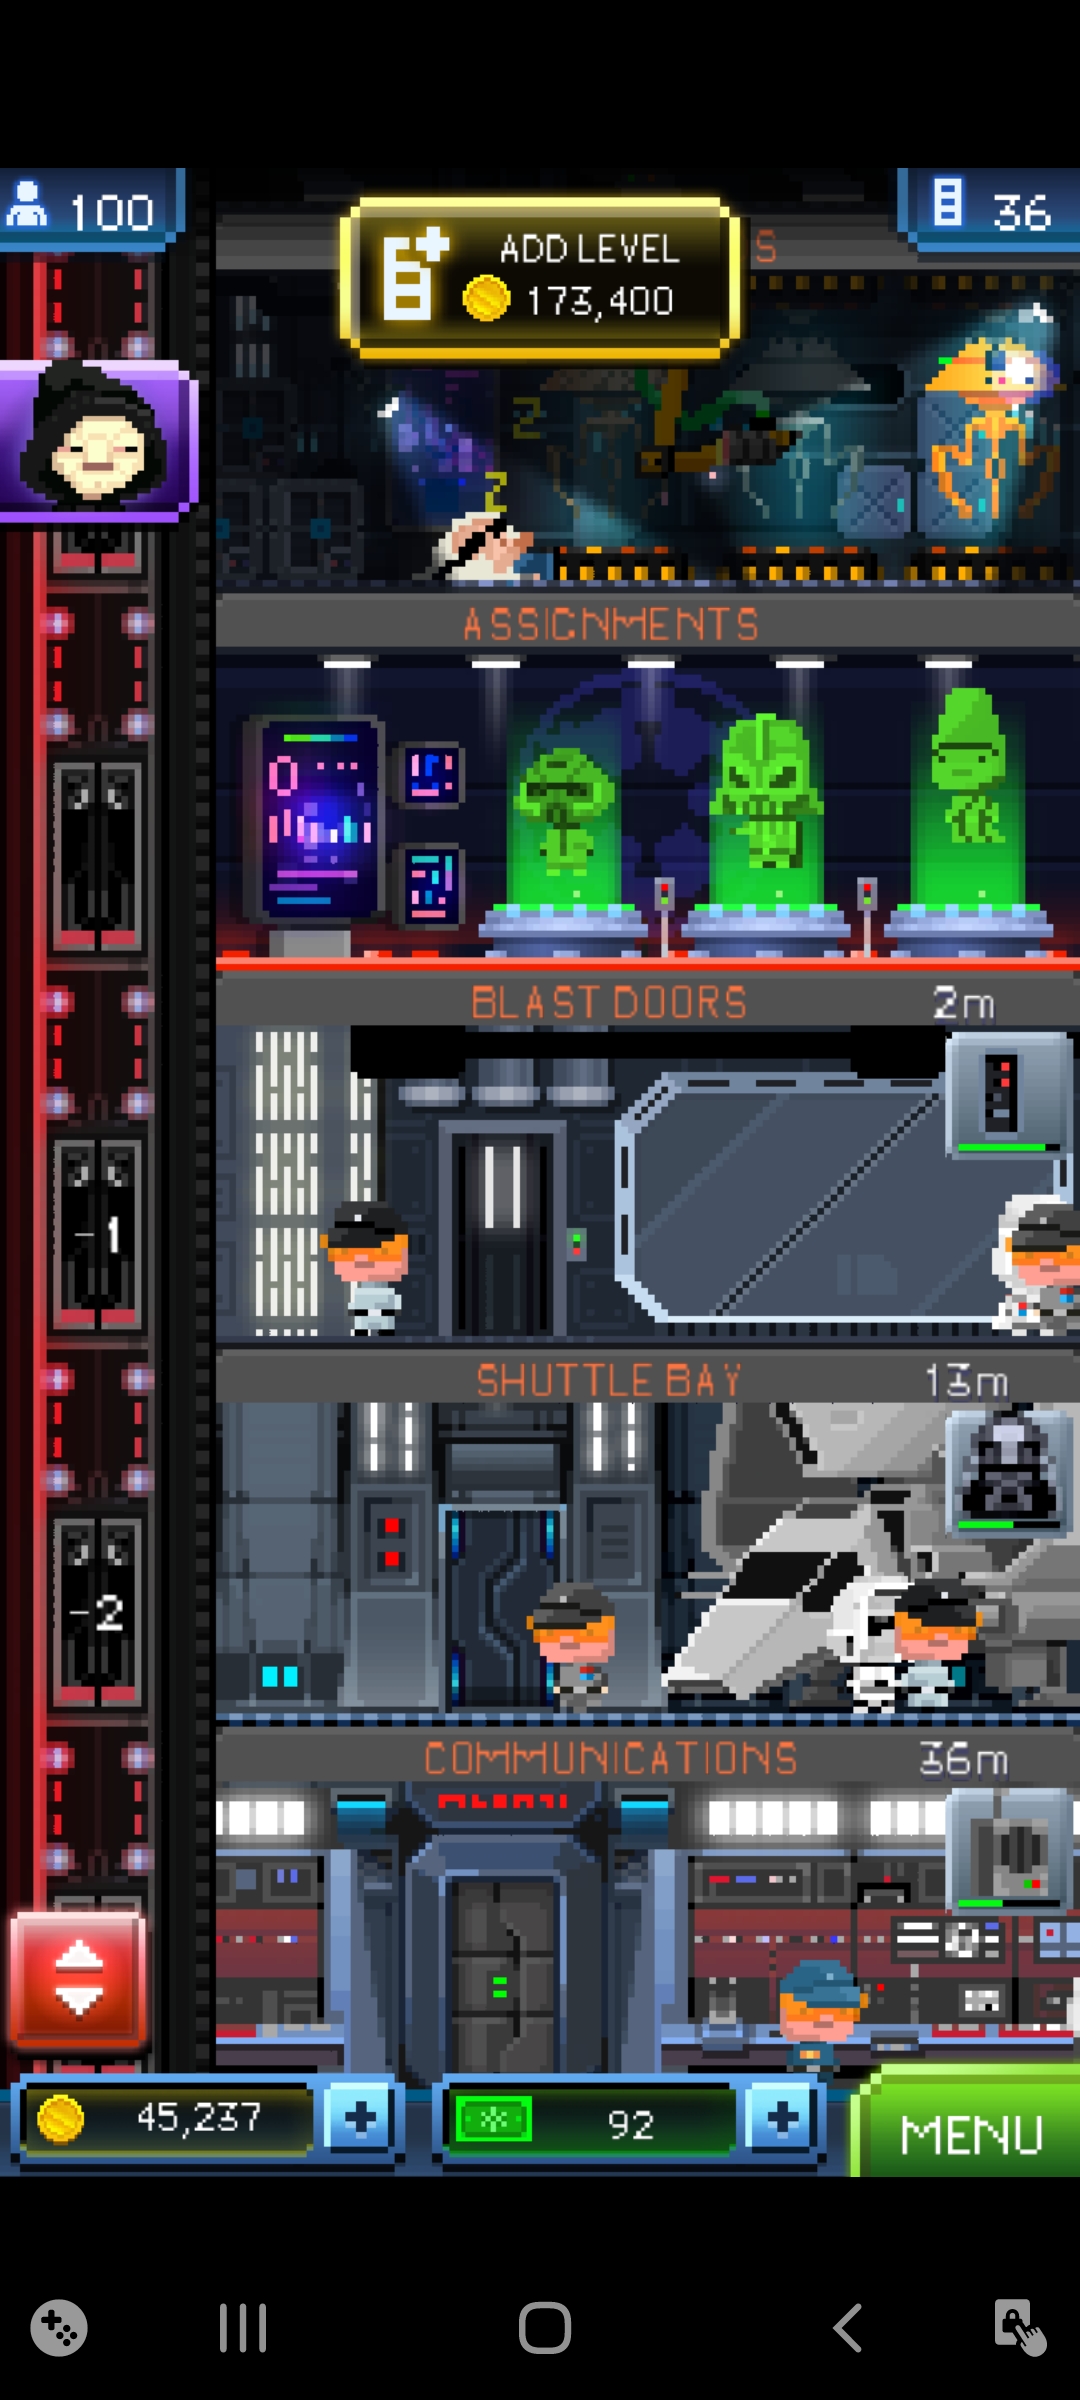 100
ADD LEVEL
173,400
36
S
Z
Z
ASSIGNMENTS
BLAST DOORS 2m
-1
SHUTTLE BAY 13m
-2
COMMUNICATIONS 36m
45,237
92
MENU